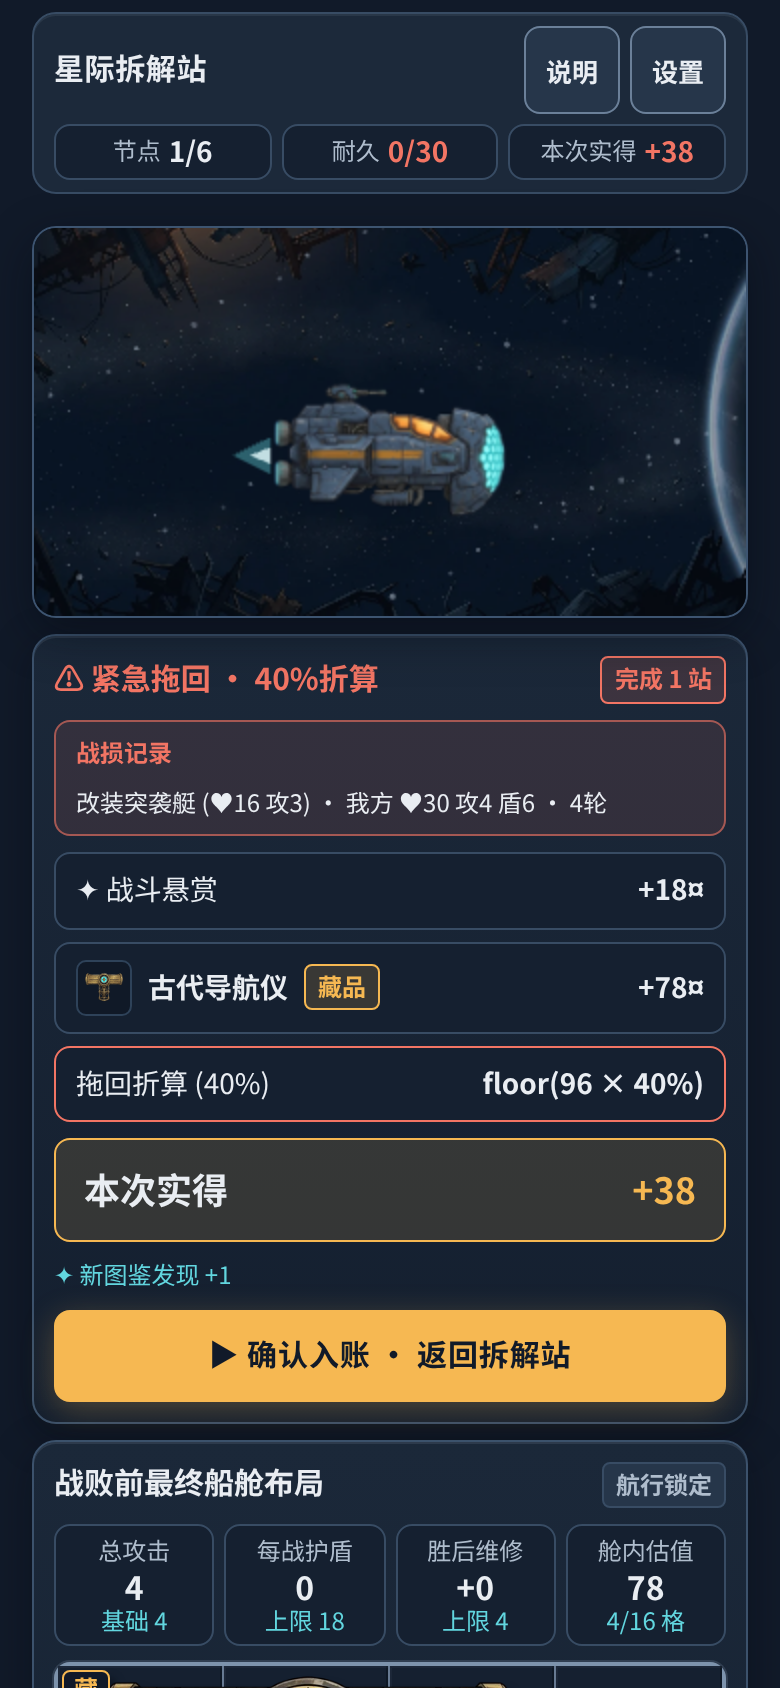 星际拆解站
说明
设置
节点 1/6
耐久 0/30
本次实得 +38
紧急拖回 · 40%折算
完成 1 站
战损记录
改装突袭艇 (♥16 攻3) · 我方 ♥30 攻4 盾6 · 4轮
✦ 战斗悬赏
+18¤
古代导航仪
藏品
+78¤
拖回折算 (40%)
floor(96 × 40%)
本次实得
+38
✦ 新图鉴发现 +1
▶ 确认入账 · 返回拆解站
战败前最终船舱布局
航行锁定
总攻击
4
基础 4
每战护盾
0
上限 18
胜后维修
+0
上限 4
舱内估值
78
4/16 格